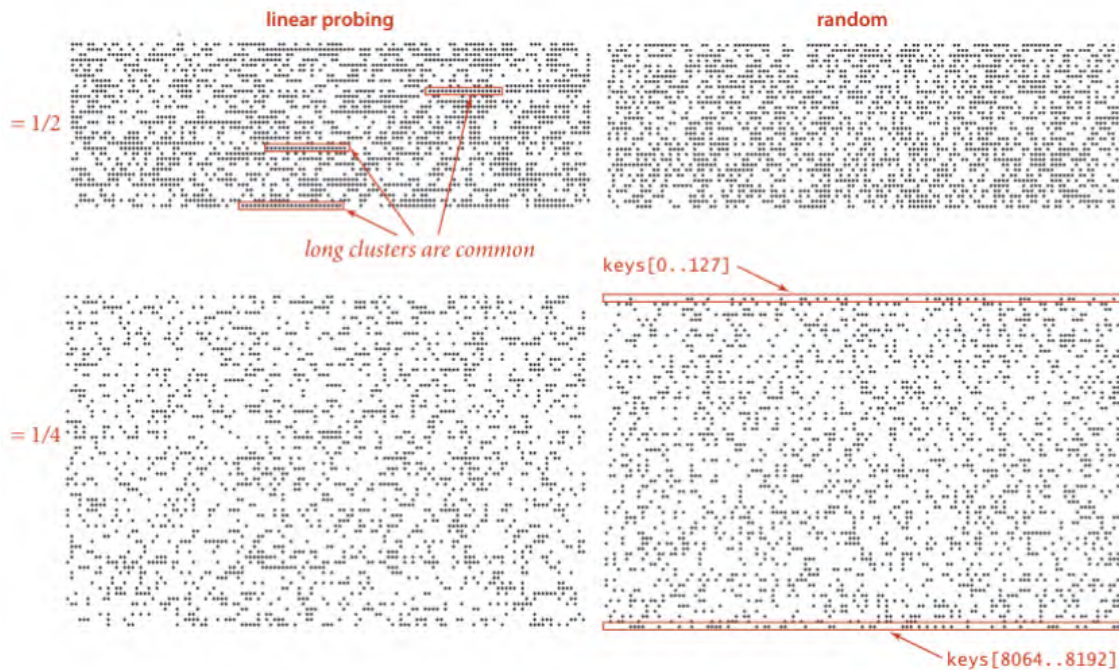 linear probing
random
= 1/2
long clusters are common
keys[0..127]
= 1/4
keys[8064..8192]